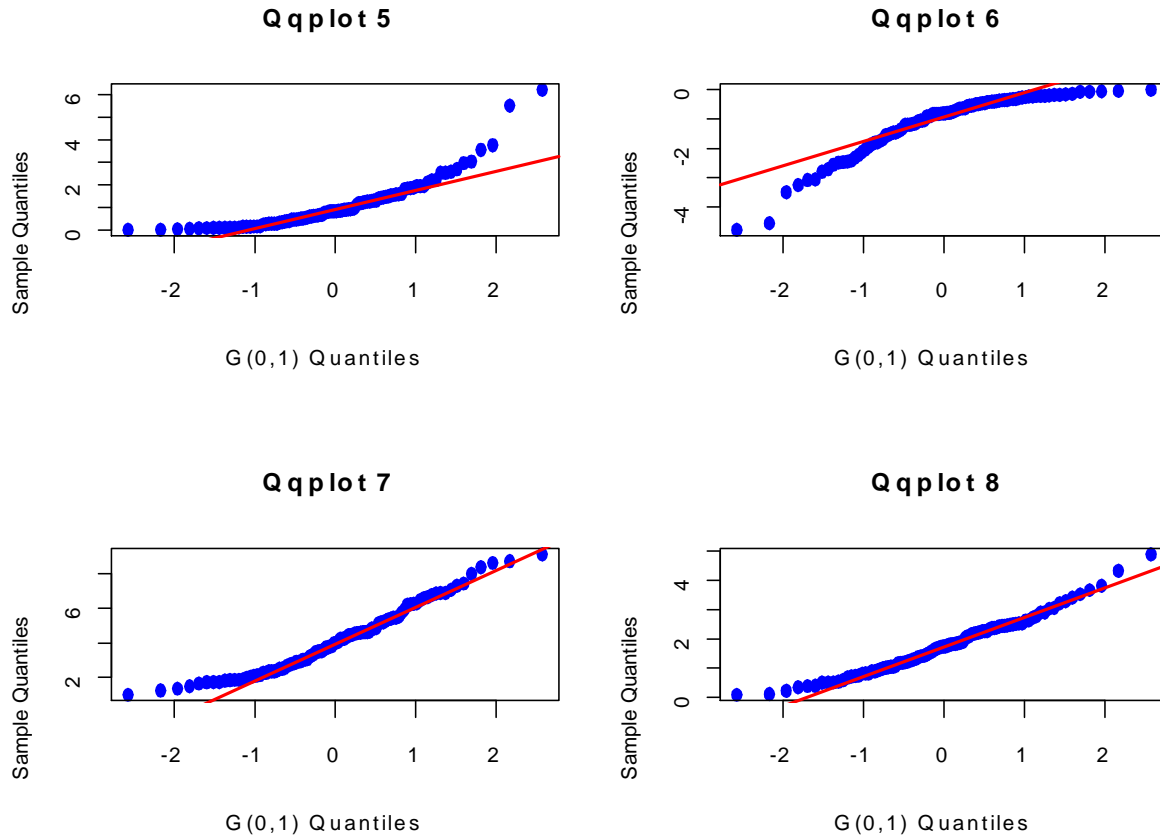 Qqplot 5
Sample Quantiles
0 2 4 6
-2 -1 0 1 2
G(0,1) Quantiles
Qqplot 6
Sample Quantiles
-4 -2 0
-2 -1 0 1 2
G(0,1) Quantiles
Qqplot 7
Sample Quantiles
2 6
-2 -1 0 1 2
G(0,1) Quantiles
Qqplot 8
Sample Quantiles
0 2 4
-2 -1 0 1 2
G(0,1) Quantiles